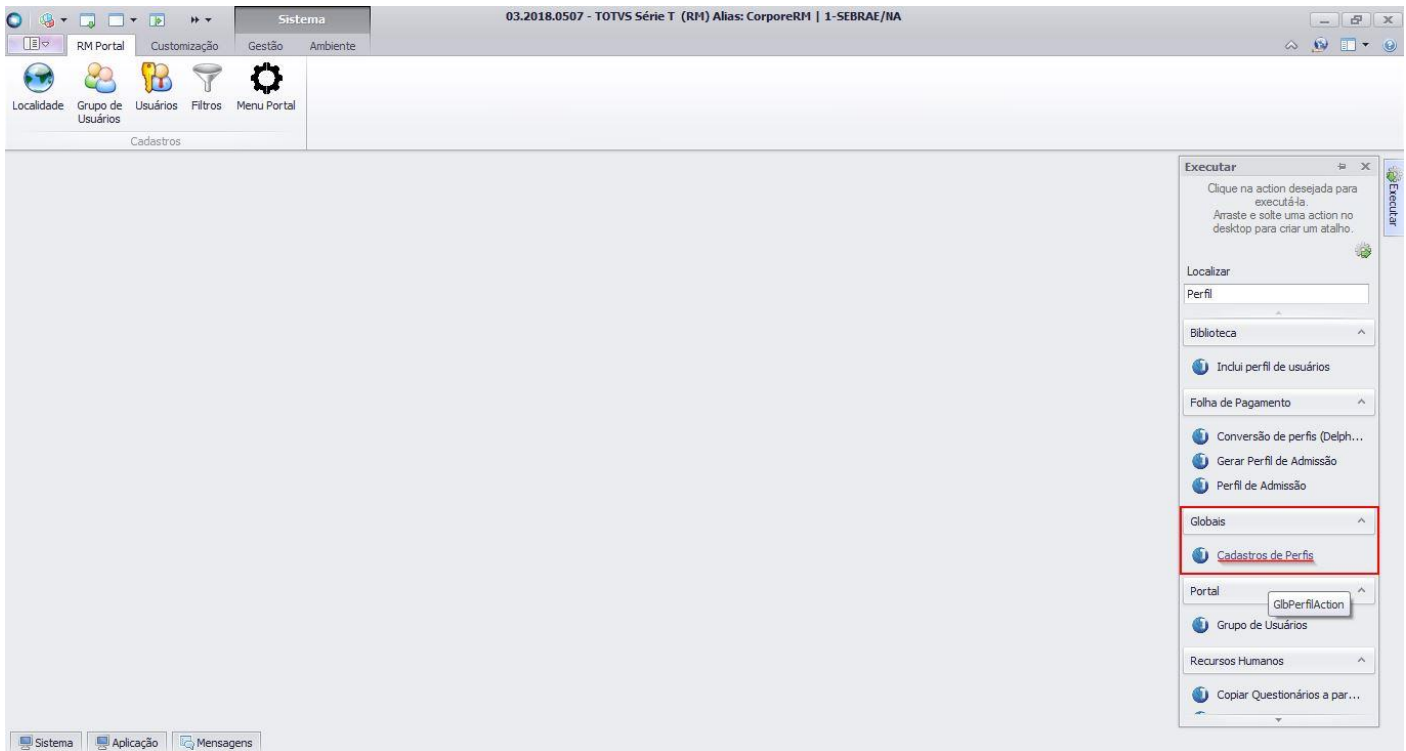 Sistema
03.2018.0507 - TOTVS Série T (RM) Alias: CorporeRM | 1-SEBRAE/NA
RM Portal
Customização
Gestão
Ambiente
Localidade
Grupo de
Usuários
Usuários
Filtros
Menu Portal
Cadastros
Executar
Executar
Clique na action desejada para
executá-la.
Arraste e solte uma action no
desktop para criar um atalho.
Localizar
Perfil
Biblioteca
Inclui perfil de usuários
Folha de Pagamento
Conversão de perfis (Delph...
Gerar Perfil de Admissão
Perfil de Admissão
Globais
Cadastros de Perfis
Portal
GlbPerfilAction
Grupo de Usuários
Recursos Humanos
Copiar Questionários a par...
Sistema
Aplicação
Mensagens